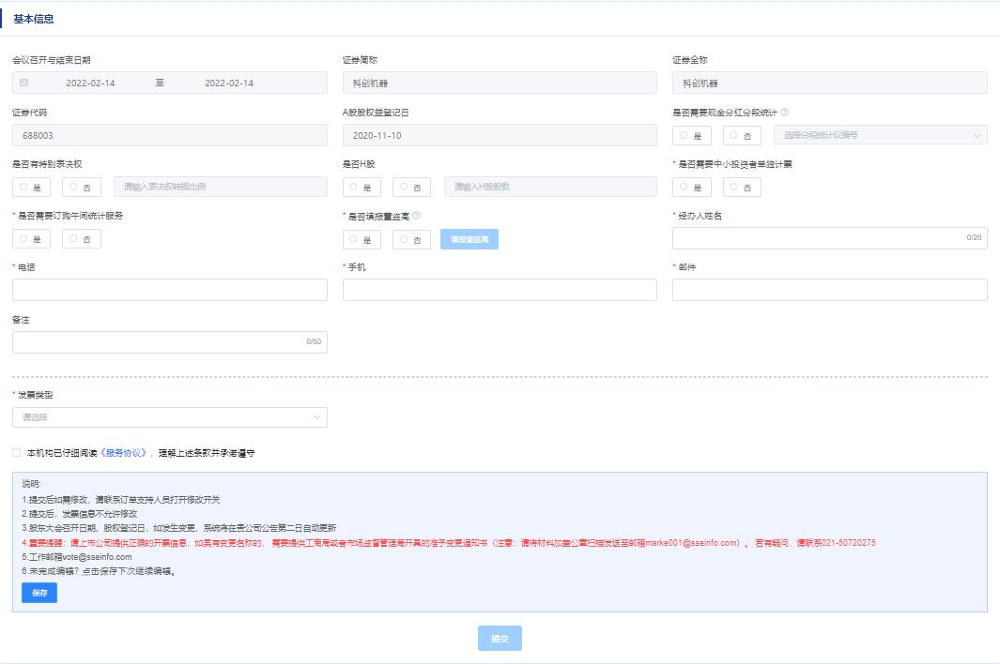 基本信息
会议召开与结束日期 证券简称 证券全称
2022-02-14 至 2022-02-14 科创机器 科创机器
证券代码 A股股权益登记日 是否需要现金分红分段统计
688003 2020-11-10 是 否 选择分段统计议编号
是否有特别表决权 是否H股 * 是否需要中小投资者单独计票
是 否 请输入表决权转换比例 是 否 请输入H股股数 是 否
* 是否需要订购午间统计服务 * 是否填报董监高 * 经办人姓名
是 否 是 否 填报董监高 0/20
* 电话 * 手机 * 邮件
备注
0/50
* 发票类型
请选择
本机构已仔细阅读《服务协议》，理解上述条款并承诺遵守
说明:
1.提交后如需修改，请联系订单支持人员打开修改开关
2.提交后，发票信息不允许修改
3.股东大会召开日期、股权登记日，如发生变更，系统将在贵公司公告第二日自动更新
4.重要提醒：请上市公司提供正确的开票信息，如果有变更名称的， 需要提供工商局或者市场监督管理局开具的准予变更通知书（注意：请将材料加盖公章扫描发送至邮箱marke001@sseinfo.com）。 若有疑问，请联系021-50720275
5.工作邮箱vote@sseinfo.com
6.未完成编辑？点击保存下次继续编辑。
保存
提交